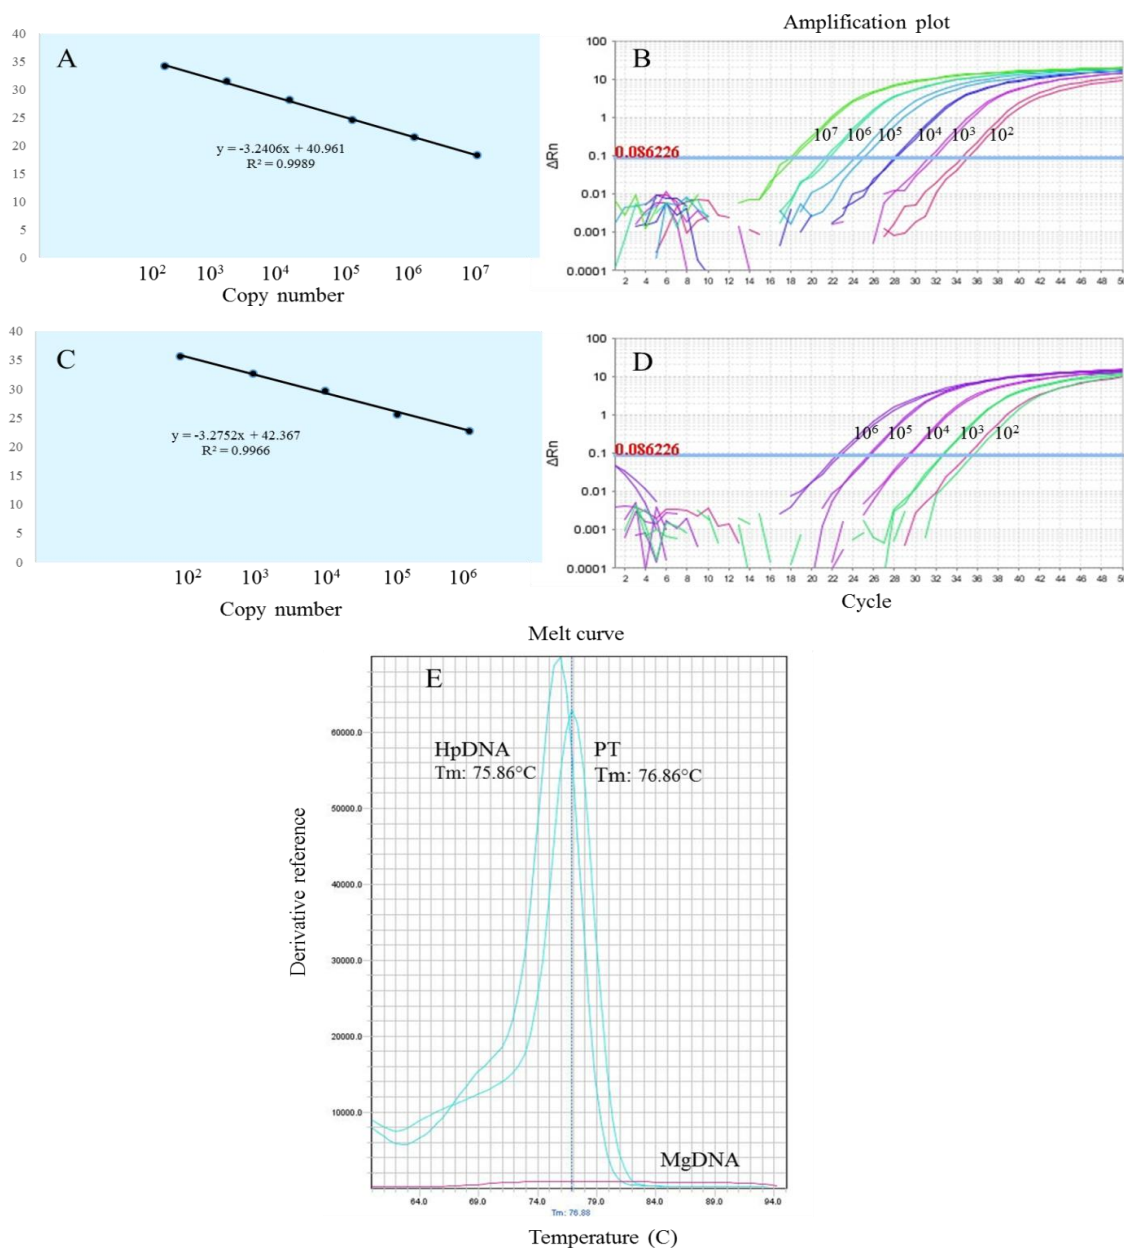 Amplification plot
A
40
35
30
25
20
15
10
5
0
y = -3.2406x + 40.961
R² = 0.9989
10² 10³ 10⁴ 10⁵ 10⁶ 10⁷
Copy number
B
100
10
1
0.1
0.01
0.001
0.0001
ΔRn
0.086226
10⁷ 10⁶ 10⁵ 10⁴ 10³ 10²
2 4 6 8 10 12 14 16 18 20 22 24 26 28 30 32 34 36 38 40 42 44 46 48
C
40
35
30
25
20
15
10
5
0
y = -3.2752x + 42.367
R² = 0.9966
10² 10³ 10⁴ 10⁵ 10⁶
Copy number
D
100
10
1
0.1
0.01
0.001
0.0001
ΔRn
0.086226
10⁶ 10⁵ 10⁴ 10³ 10²
2 4 6 8 10 12 14 16 18 20 22 24 26 28 30 32 34 36 38 40 42 44 46 48
Cycle
Melt curve
E
60000.0
50000.0
40000.0
30000.0
20000.0
10000.0
Derivative reference
HpDNA
Tm: 75.86°C
PT
Tm: 76.86°C
MgDNA
64.0 69.0 74.0 79.0 84.0 89.0 94.0
Tm: 76.88
Temperature (C)